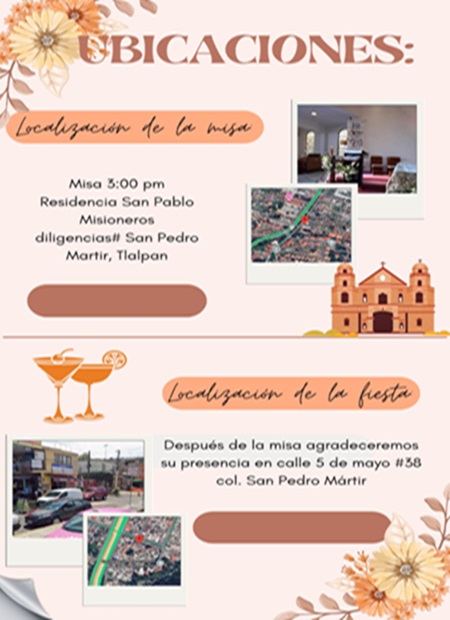 UBICACIONES:
Localización de la misa
Misa 3:00 pm
Residencia San Pablo
Misioneros
diligencias# San Pedro
Martir, Tlalpan
Localización de la fiesta
Después de la misa agradeceremos
su presencia en calle 5 de mayo #38
col. San Pedro Mártir